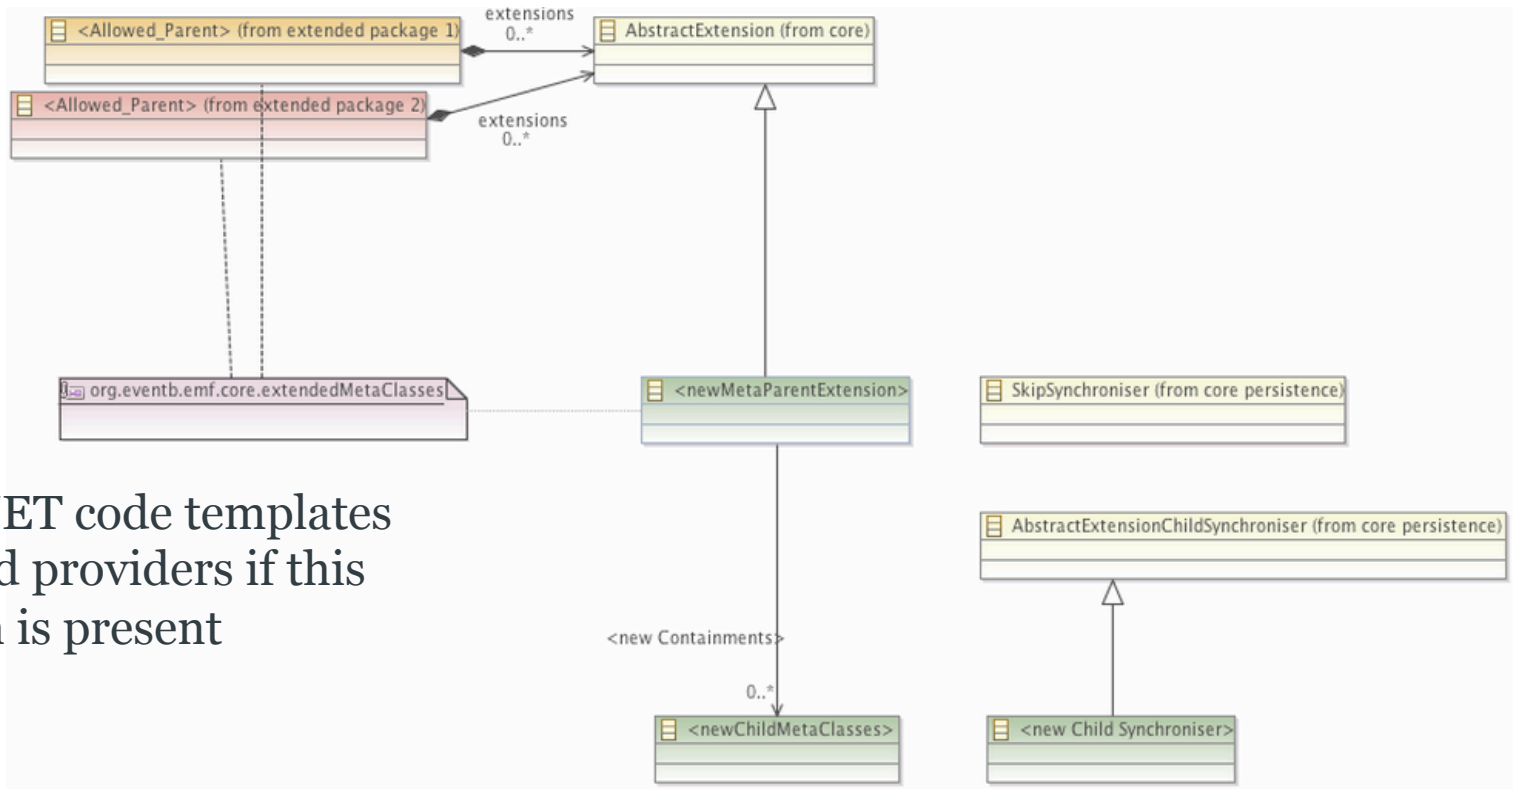 extensions
0..*
<Allowed_Parent> (from extended package 1)
AbstractExtension (from core)
<Allowed_Parent> (from extended package 2)
extensions
0..*
org.eventb.emf.core.extendedMetaClasses
<newMetaParentExtension>
SkipSynchroniser (from core persistence)
code templates
providers if this
is present
AbstractExtensionChildSynchroniser (from core persistence)
<new Containments>
0..*
<newChildMetaClasses>
<new Child Synchroniser>